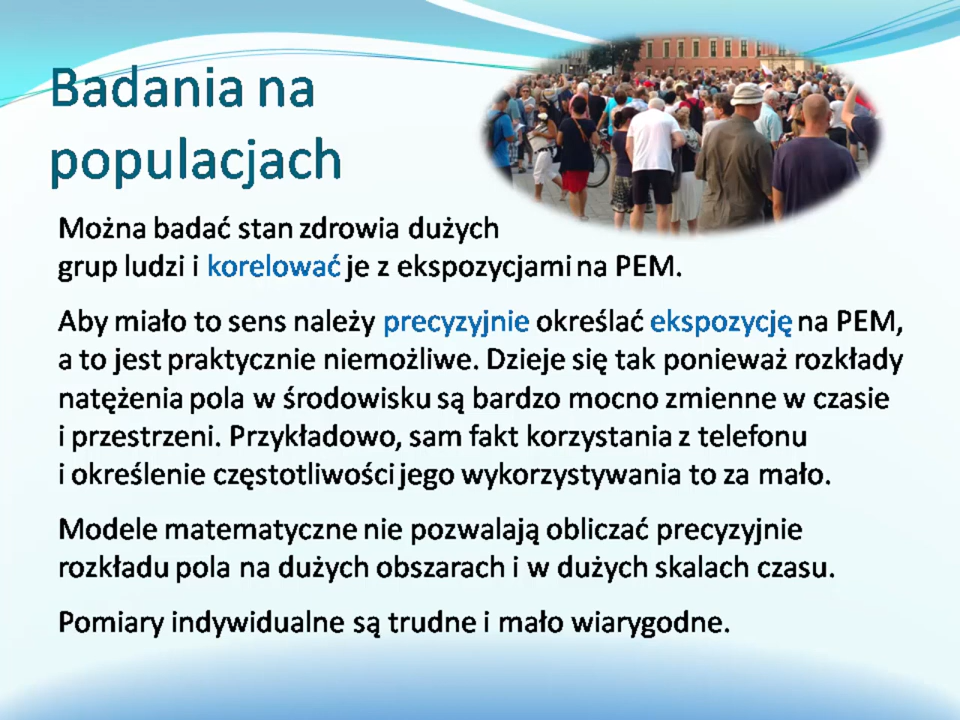 Badania na
populacjach
Można badać stan zdrowia dużych
grup ludzi i korelować je z ekspozycjami na PEM.
Aby miało to sens należy precyzyjnie określać ekspozycję na PEM,
a to jest praktycznie niemożliwe. Dzieje się tak ponieważ rozkłady
natężenia pola w środowisku są bardzo mocno zmienne w czasie
i przestrzeni. Przykładowo, sam fakt korzystania z telefonu
i określenie częstotliwości jego wykorzystywania to za mało.
Modele matematyczne nie pozwalają obliczać precyzyjnie
rozkładu pola na dużych obszarach i w dużych skalach czasu.
Pomiary indywidualne są trudne i mało wiarygodne.